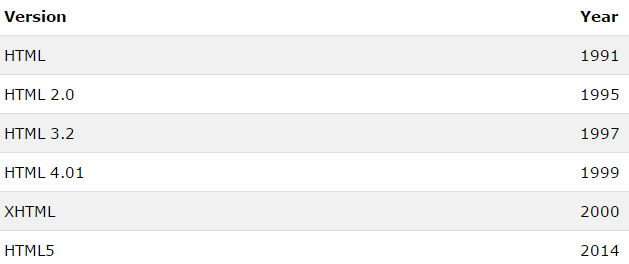 Version Year
HTML 1991
HTML 2.0 1995
HTML 3.2 1997
HTML 4.01 1999
XHTML 2000
HTML5 2014